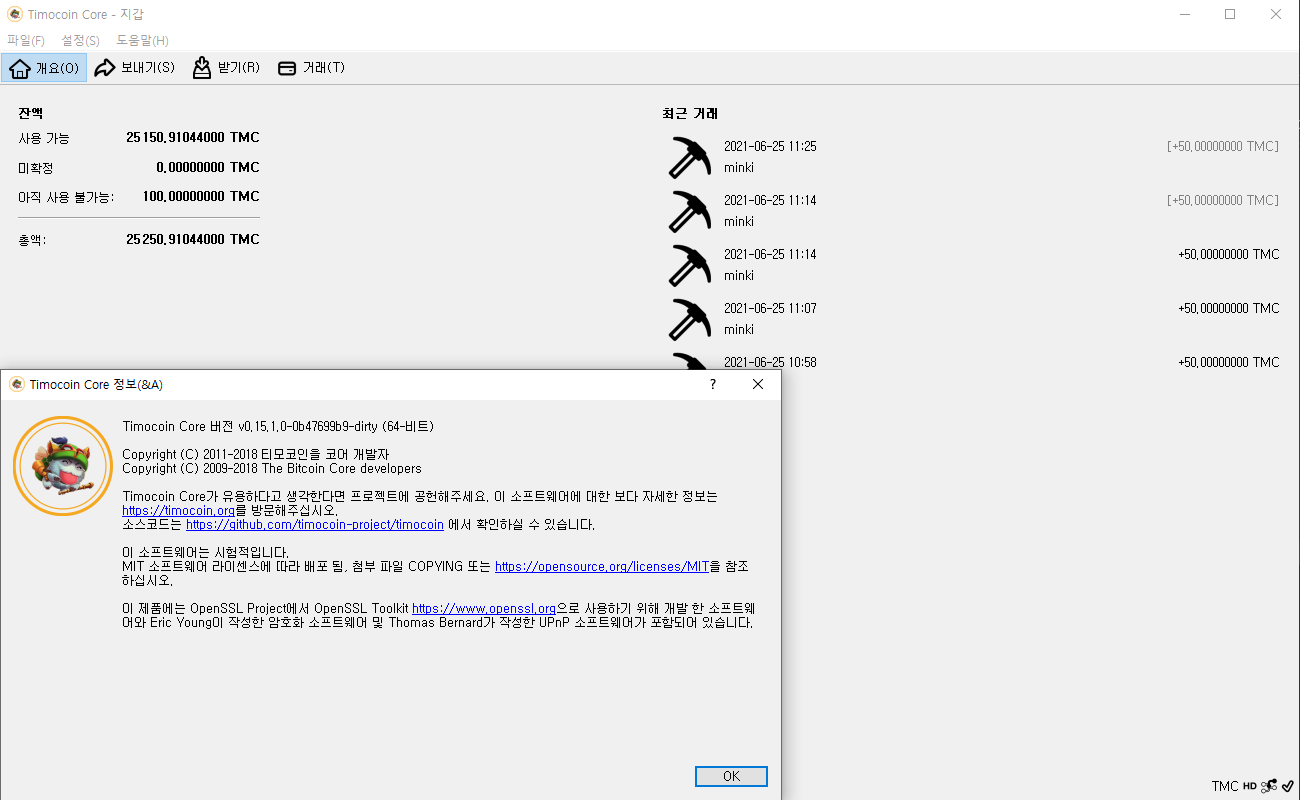 Timocoin Core - 지갑
파일(F) 설정(S) 도움말(H)
개요(O) 보내기(S) 받기(R) 거래(T)
잔액
사용 가능 25150.91044000 TMC
미확정 0.00000000 TMC
아직 사용 불가능: 100.00000000 TMC
총액: 25250.91044000 TMC
최근 거래
2021-06-25 11:25 [+50.00000000 TMC]
minki
2021-06-25 11:14 [+50.00000000 TMC]
minki
2021-06-25 11:14 +50.00000000 TMC
minki
2021-06-25 11:07 +50.00000000 TMC
minki
2021-06-25 10:58 +50.00000000 TMC
Timocoin Core 정보(&A) ?
Timocoin Core 버전 v0.15.1.0-0b47699b9-dirty (64-비트)
Copyright (C) 2011-2018 티모코인을 코어 개발자
Copyright (C) 2009-2018 The Bitcoin Core developers
Timocoin Core가 유용하다고 생각한다면 프로젝트에 공헌해주세요. 이 소프트웨어에 대한 보다 자세한 정보는
https://timocoin.org를 방문해주십시오.
소스코드는 https://github.com/timocoin-project/timocoin 에서 확인하실 수 있습니다.
이 소프트웨어는 시험적입니다.
MIT 소프트웨어 라이센스에 따라 배포 됨, 첨부 파일 COPYING 또는 https://opensource.org/licenses/MIT을 참조
하십시오.
이 제품에는 OpenSSL Project에서 OpenSSL Toolkit https://www.openssl.org으로 사용하기 위해 개발 한 소프트웨
어와 Eric Young이 작성한 암호화 소프트웨어 및 Thomas Bernard가 작성한 UPnP 소프트웨어가 포함되어 있습니다.
OK
TMC HD